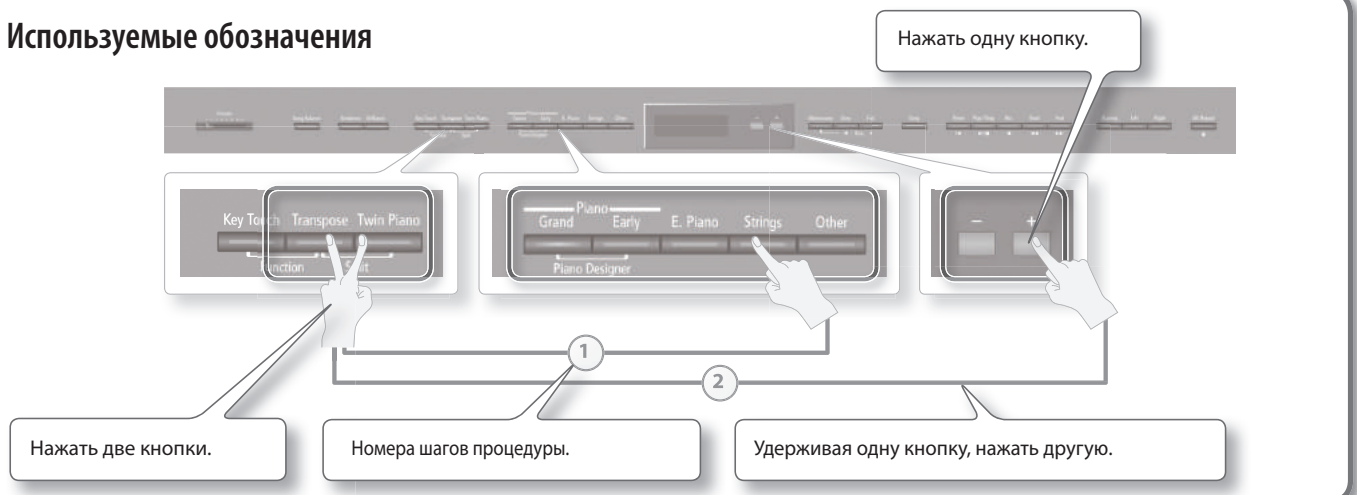 Используемые обозначения
Нажать одну кнопку.
Key Touch Transpose Twin Piano
Function Split
Piano
Grand Early E. Piano Strings Other
Piano Designer
– +
1
2
Нажать две кнопки.
Номера шагов процедуры.
Удерживая одну кнопку, нажать другую.